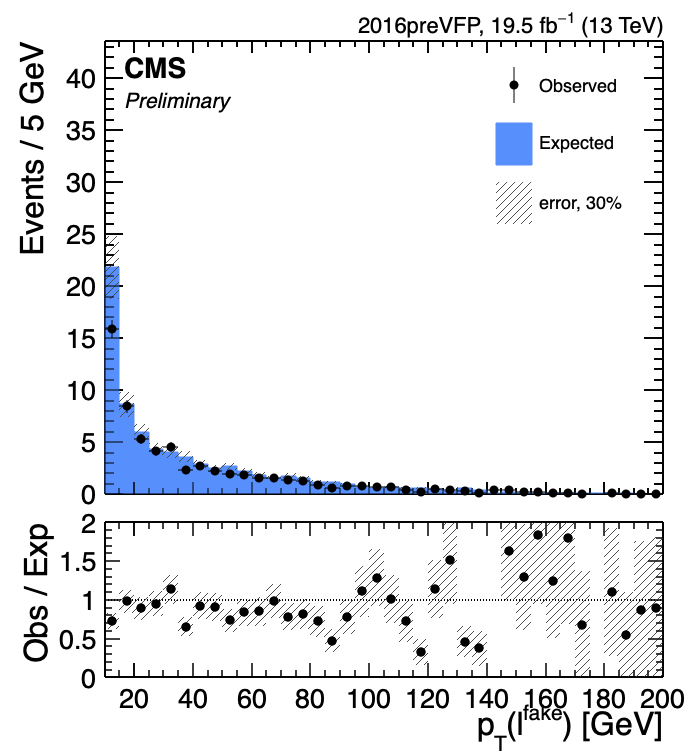 2016preVFP, 19.5 fb⁻¹ (13 TeV)
CMS
Preliminary
Observed
Expected
error, 30%
Events / 5 GeV
40
35
30
25
20
15
10
5
0
Obs / Exp
2
1.5
1
0.5
0
20 40 60 80 100 120 140 160 180 200
p_T(l^fake) [GeV]